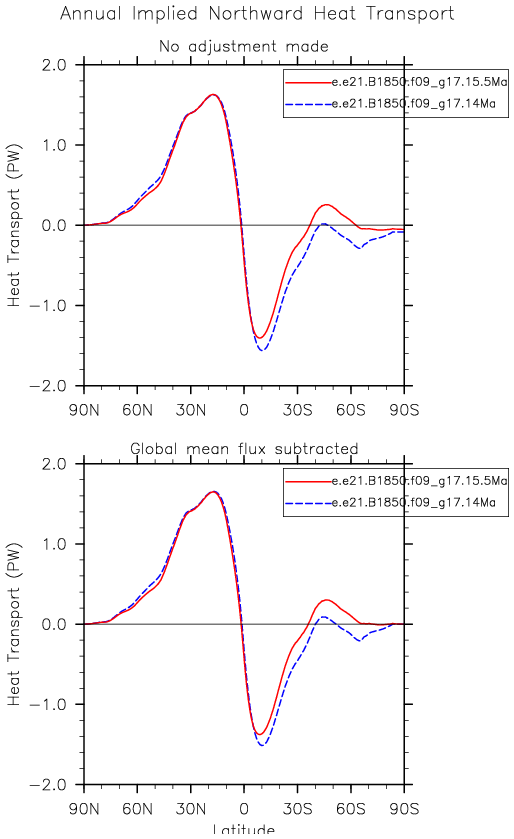 Annual Implied Northward Heat Transport
No adjustment made
e.e21.B1850.f09_g17.15.5Ma
e.e21.B1850.f09_g17.14Ma
Heat Transport (PW)
2.0
1.0
0.0
−1.0
−2.0
90N 60N 30N 0 30S 60S 90S
Global mean flux subtracted
e.e21.B1850.f09_g17.15.5Ma
e.e21.B1850.f09_g17.14Ma
Heat Transport (PW)
2.0
1.0
0.0
−1.0
−2.0
90N 60N 30N 0 30S 60S 90S
Latitude